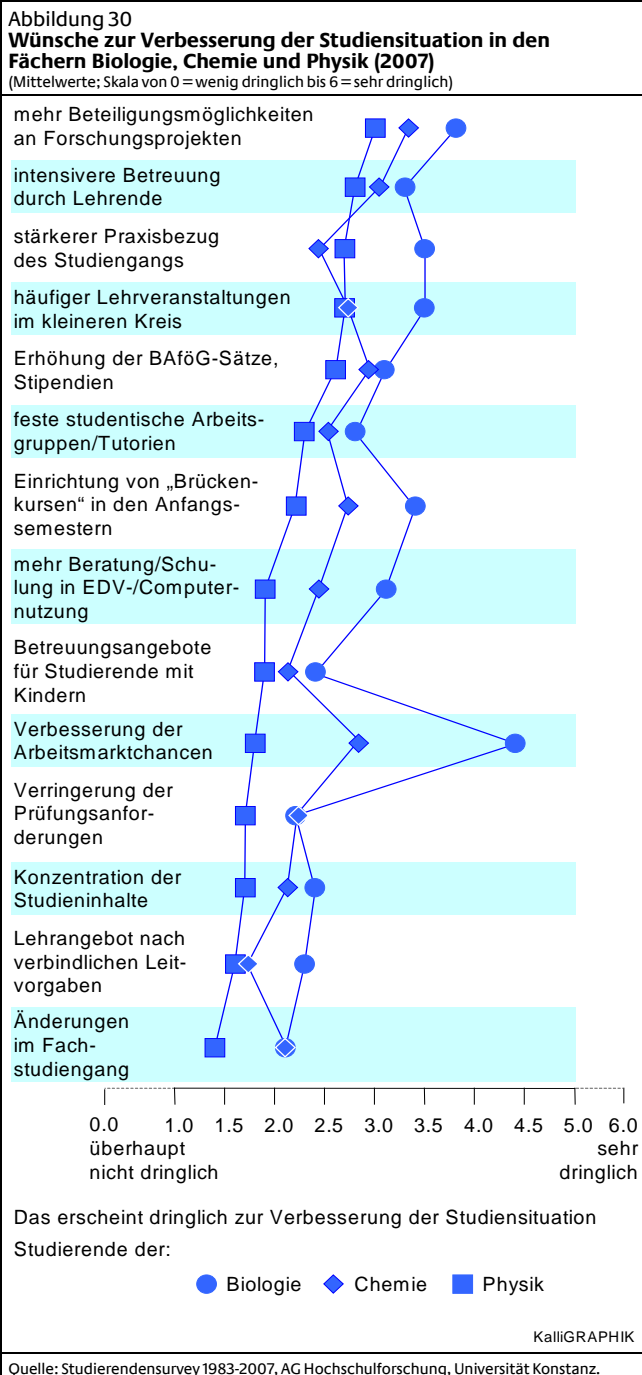 Abbildung 30
Wünsche zur Verbesserung der Studiensituation in den
Fächern Biologie, Chemie und Physik (2007)
(Mittelwerte; Skala von 0 = wenig dringlich bis 6 = sehr dringlich)
mehr Beteiligungsmöglichkeiten
an Forschungsprojekten
intensivere Betreuung
durch Lehrende
stärkerer Praxisbezug
des Studiengangs
häufiger Lehrveranstaltungen
im kleineren Kreis
Erhöhung der BAföG-Sätze,
Stipendien
feste studentische Arbeits-
gruppen/Tutorien
Einrichtung von „Brücken-
kursen“ in den Anfangs-
semestern
mehr Beratung/Schu-
lung in EDV-/Computer-
nutzung
Betreuungsangebote
für Studierende mit
Kindern
Verbesserung der
Arbeitsmarktchancen
Verringerung der
Prüfungsanfor-
derungen
Konzentration der
Studieninhalte
Lehrangebot nach
verbindlichen Leit-
vorgaben
Änderungen
im Fach-
studiengang
0.0 1.0 1.5 2.0 2.5 3.0 3.5 4.0 4.5 5.0 6.0
überhaupt sehr
nicht dringlich dringlich
Das erscheint dringlich zur Verbesserung der Studiensituation
Studierende der:
Biologie Chemie Physik
KalliGRAPHIK
Quelle: Studierendensurvey 1983-2007, AG Hochschulforschung, Universität Konstanz.